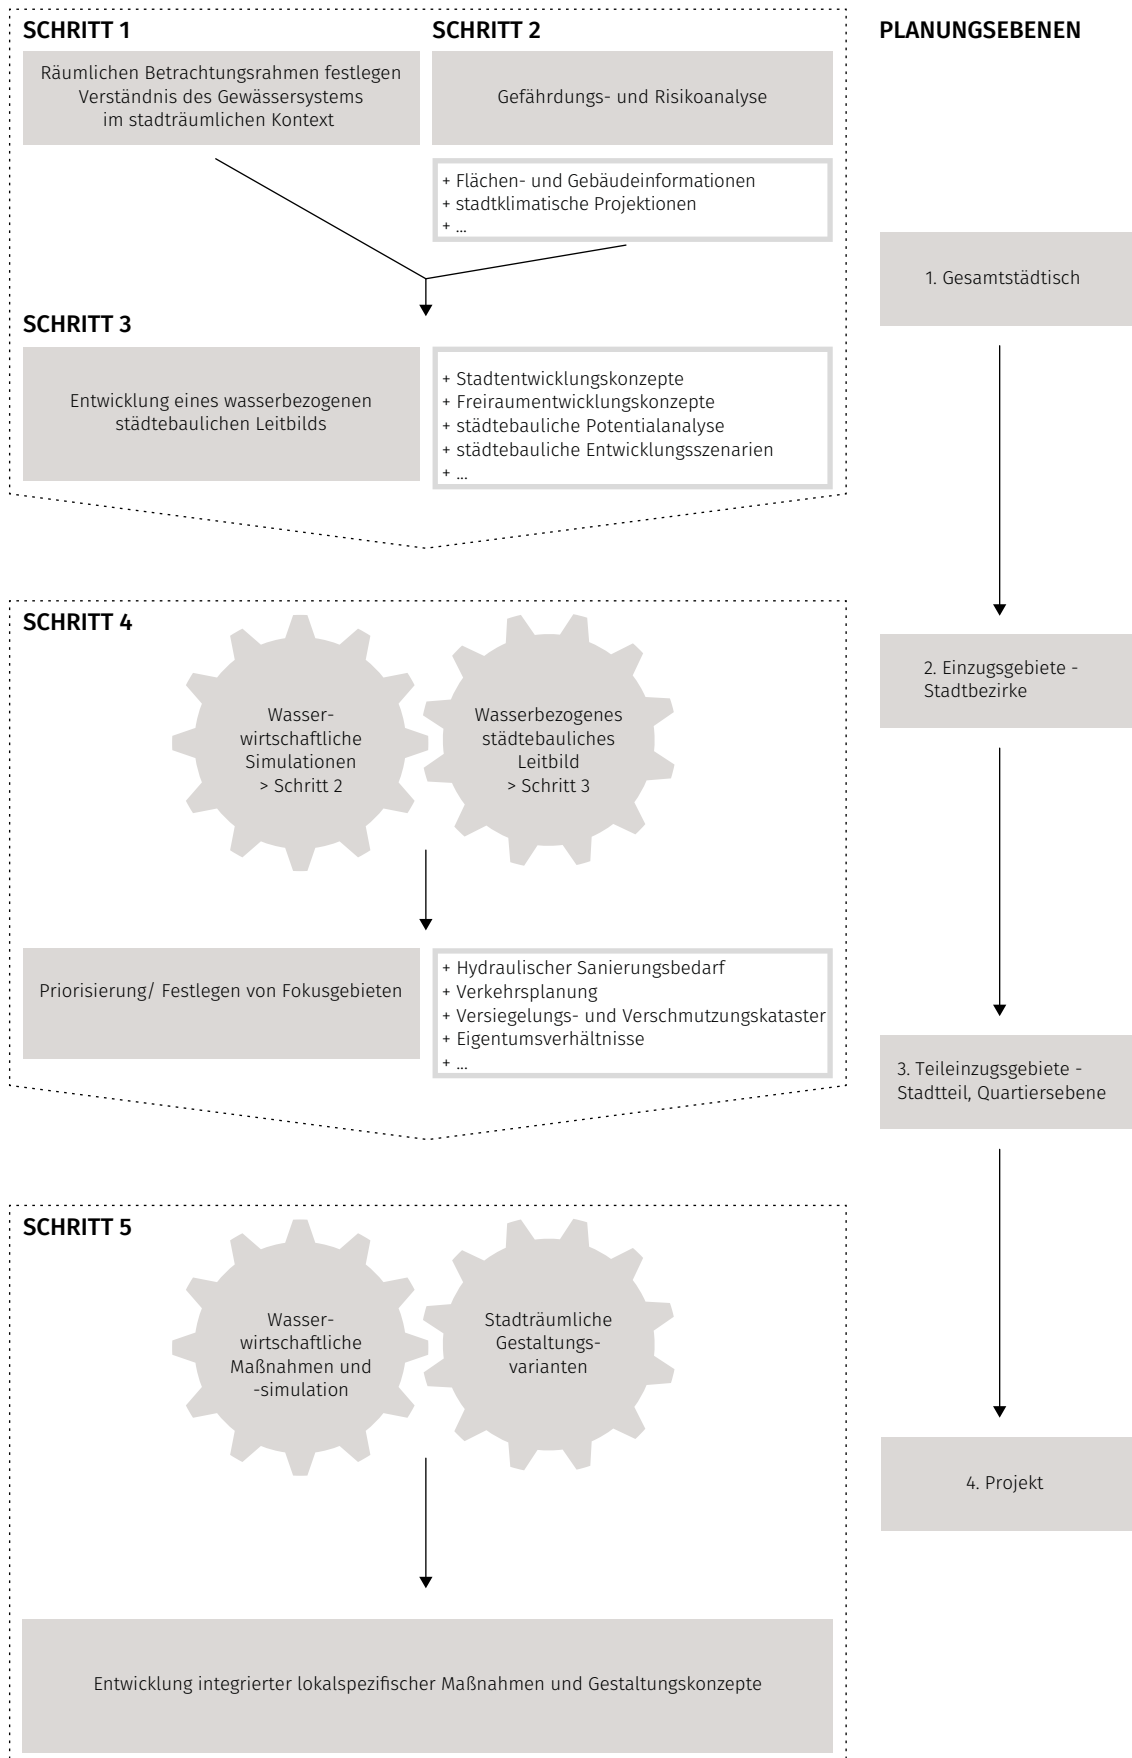 SCHRITT 1
Räumlichen Betrachtungsrahmen festlegen
Verständnis des Gewässersystems
im stadträumlichen Kontext
SCHRITT 2
Gefährdungs- und Risikoanalyse
+ Flächen- und Gebäudeinformationen
+ stadtklimatische Projektionen
+ ...
SCHRITT 3
Entwicklung eines wasserbezogenen
städtebaulichen Leitbilds
+ Stadtentwicklungskonzepte
+ Freiraumentwicklungskonzepte
+ städtebauliche Potentialanalyse
+ städtebauliche Entwicklungsszenarien
+ ...
SCHRITT 4
Wasser-
wirtschaftliche
Simulationen
> Schritt 2
Wasserbezogenes
städtebauliches
Leitbild
> Schritt 3
Priorisierung/ Festlegen von Fokusgebieten
+ Hydraulischer Sanierungsbedarf
+ Verkehrsplanung
+ Versiegelungs- und Verschmutzungskataster
+ Eigentumsverhältnisse
+ ...
SCHRITT 5
Wasser-
wirtschaftliche
Maßnahmen und
-simulation
Stadträumliche
Gestaltungs-
varianten
Entwicklung integrierter lokalspezifischer Maßnahmen und Gestaltungskonzepte
PLANUNGSEBENEN
1. Gesamtstädtisch
2. Einzugsgebiete -
Stadtbezirke
3. Teileinzugsgebiete -
Stadtteil, Quartiersebene
4. Projekt